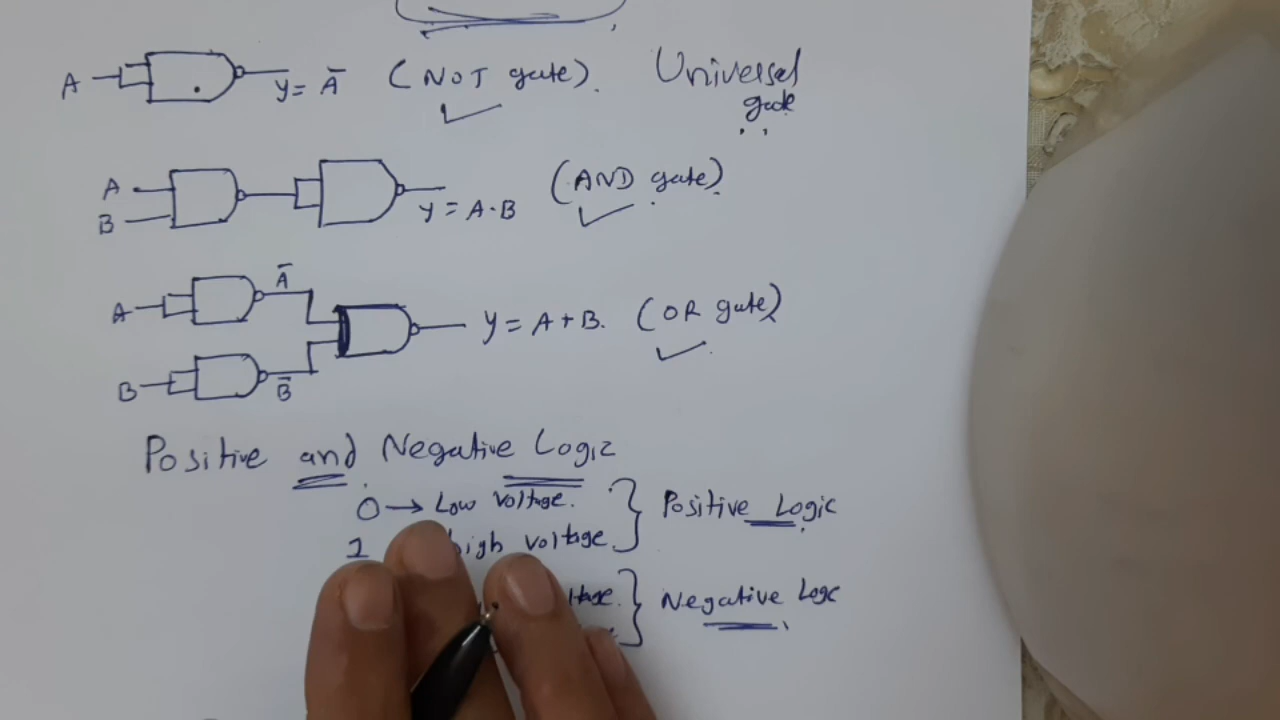 A y = Ā (NOT gate). Universal
gate
A
B y = A·B (AND gate).
Ā
A y = A + B. (OR gate)
B B̄
Positive and Negative Logic
0 → Low voltage. } Positive Logic
1 high voltage
} Negative Logc